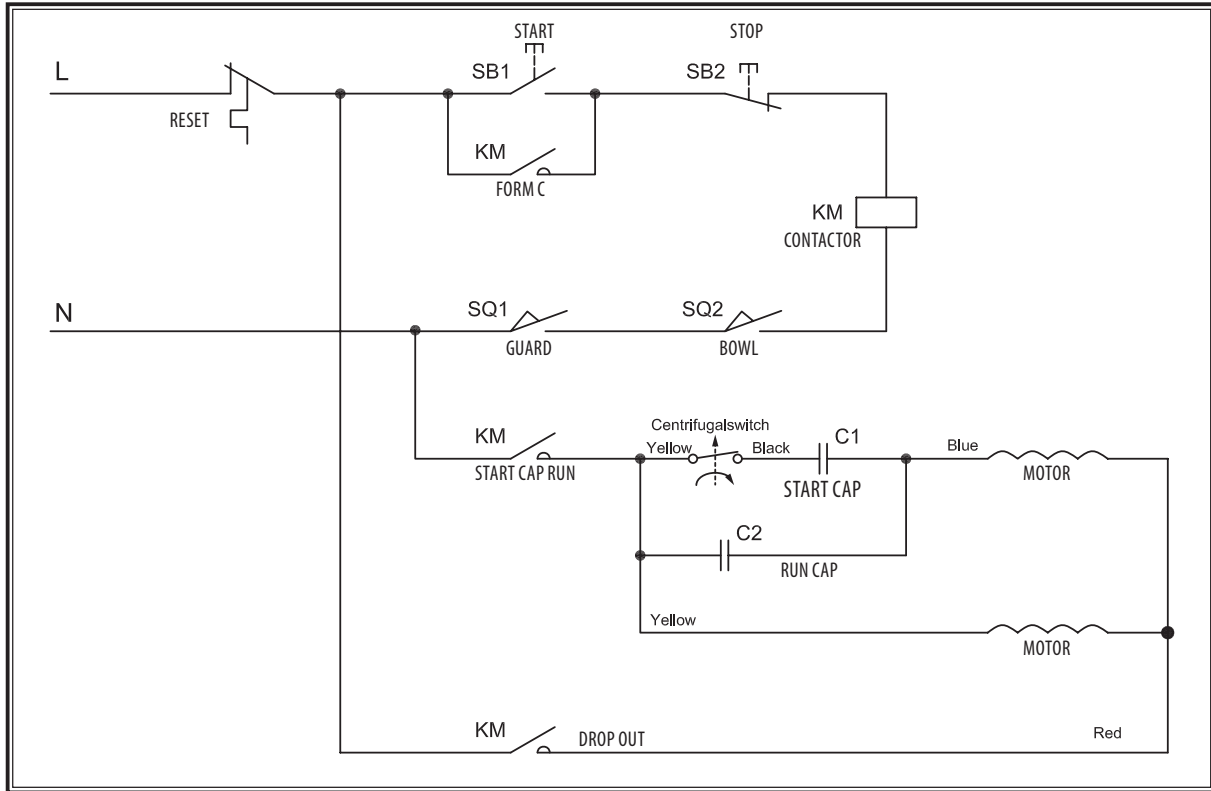 START
STOP
L
SB1
SB2
RESET
KM
FORM C
KM
CONTACTOR
N
SQ1
SQ2
GUARD
BOWL
Centrifugalswitch
KM
Yellow
Black
C1
Blue
START CAP RUN
START CAP
MOTOR
C2
RUN CAP
Yellow
MOTOR
KM
DROP OUT
Red